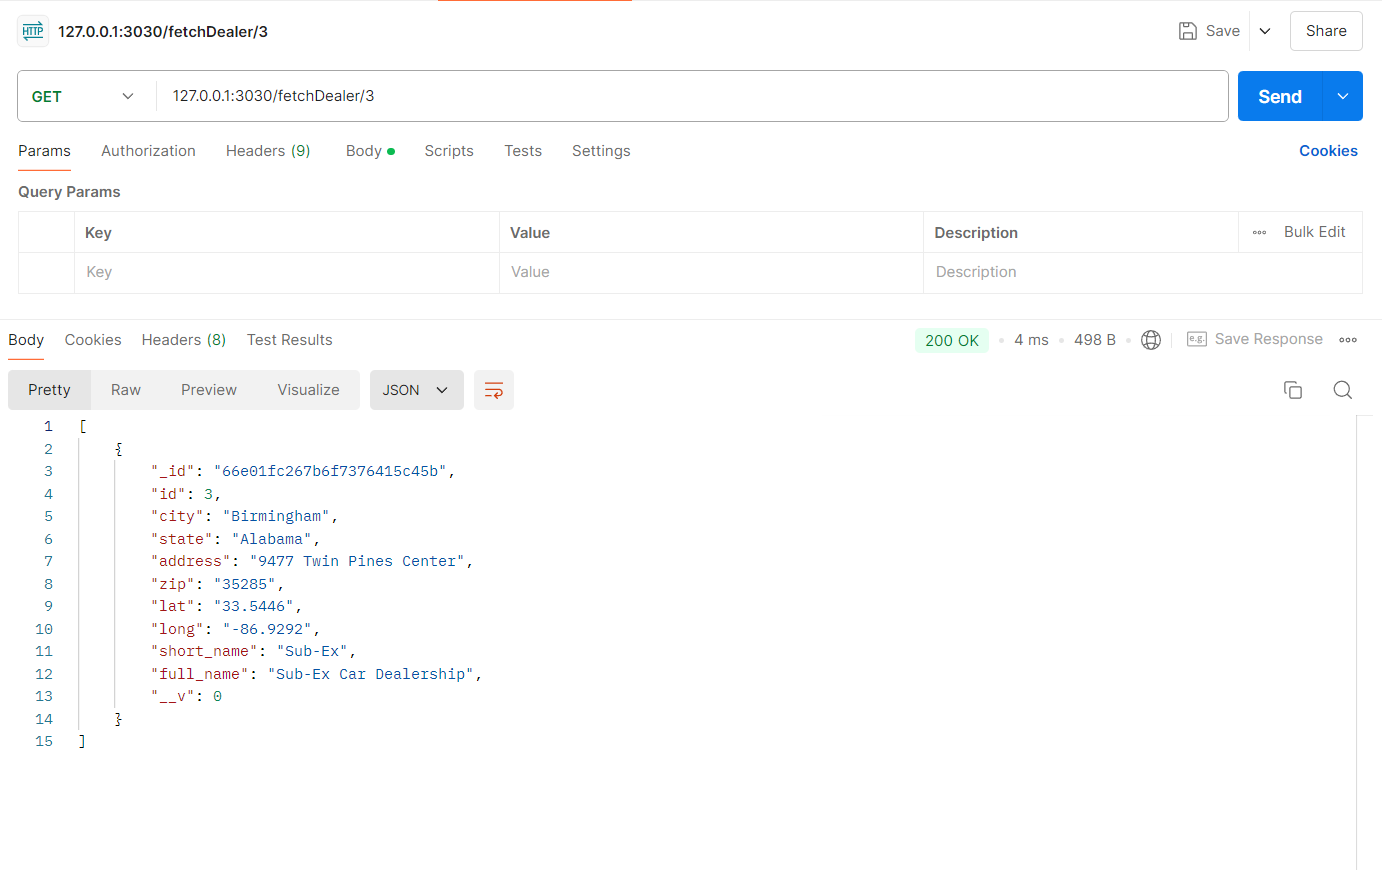 HTTP 127.0.0.1:3030/fetchDealer/3 Save Share
GET 127.0.0.1:3030/fetchDealer/3 Send
Params Authorization Headers (9) Body Scripts Tests Settings Cookies
Query Params
Key Value Description Bulk Edit
Key Value Description
Body Cookies Headers (8) Test Results 200 OK 4 ms 498 B e.g. Save Response
Pretty Raw Preview Visualize JSON
1 [
2 {
3 "_id": "66e01fc267b6f7376415c45b",
4 "id": 3,
5 "city": "Birmingham",
6 "state": "Alabama",
7 "address": "9477 Twin Pines Center",
8 "zip": "35285",
9 "lat": "33.5446",
10 "long": "-86.9292",
11 "short_name": "Sub-Ex",
12 "full_name": "Sub-Ex Car Dealership",
13 "__v": 0
14 }
15 ]